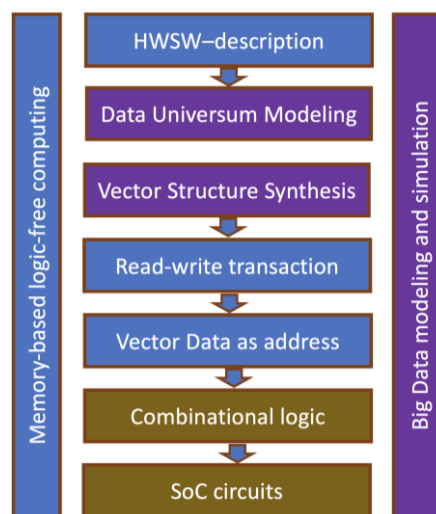 Memory-based logic-free computing
HWSW–description
Data Universum Modeling
Vector Structure Synthesis
Read-write transaction
Vector Data as address
Combinational logic
SoC circuits
Big Data modeling and simulation